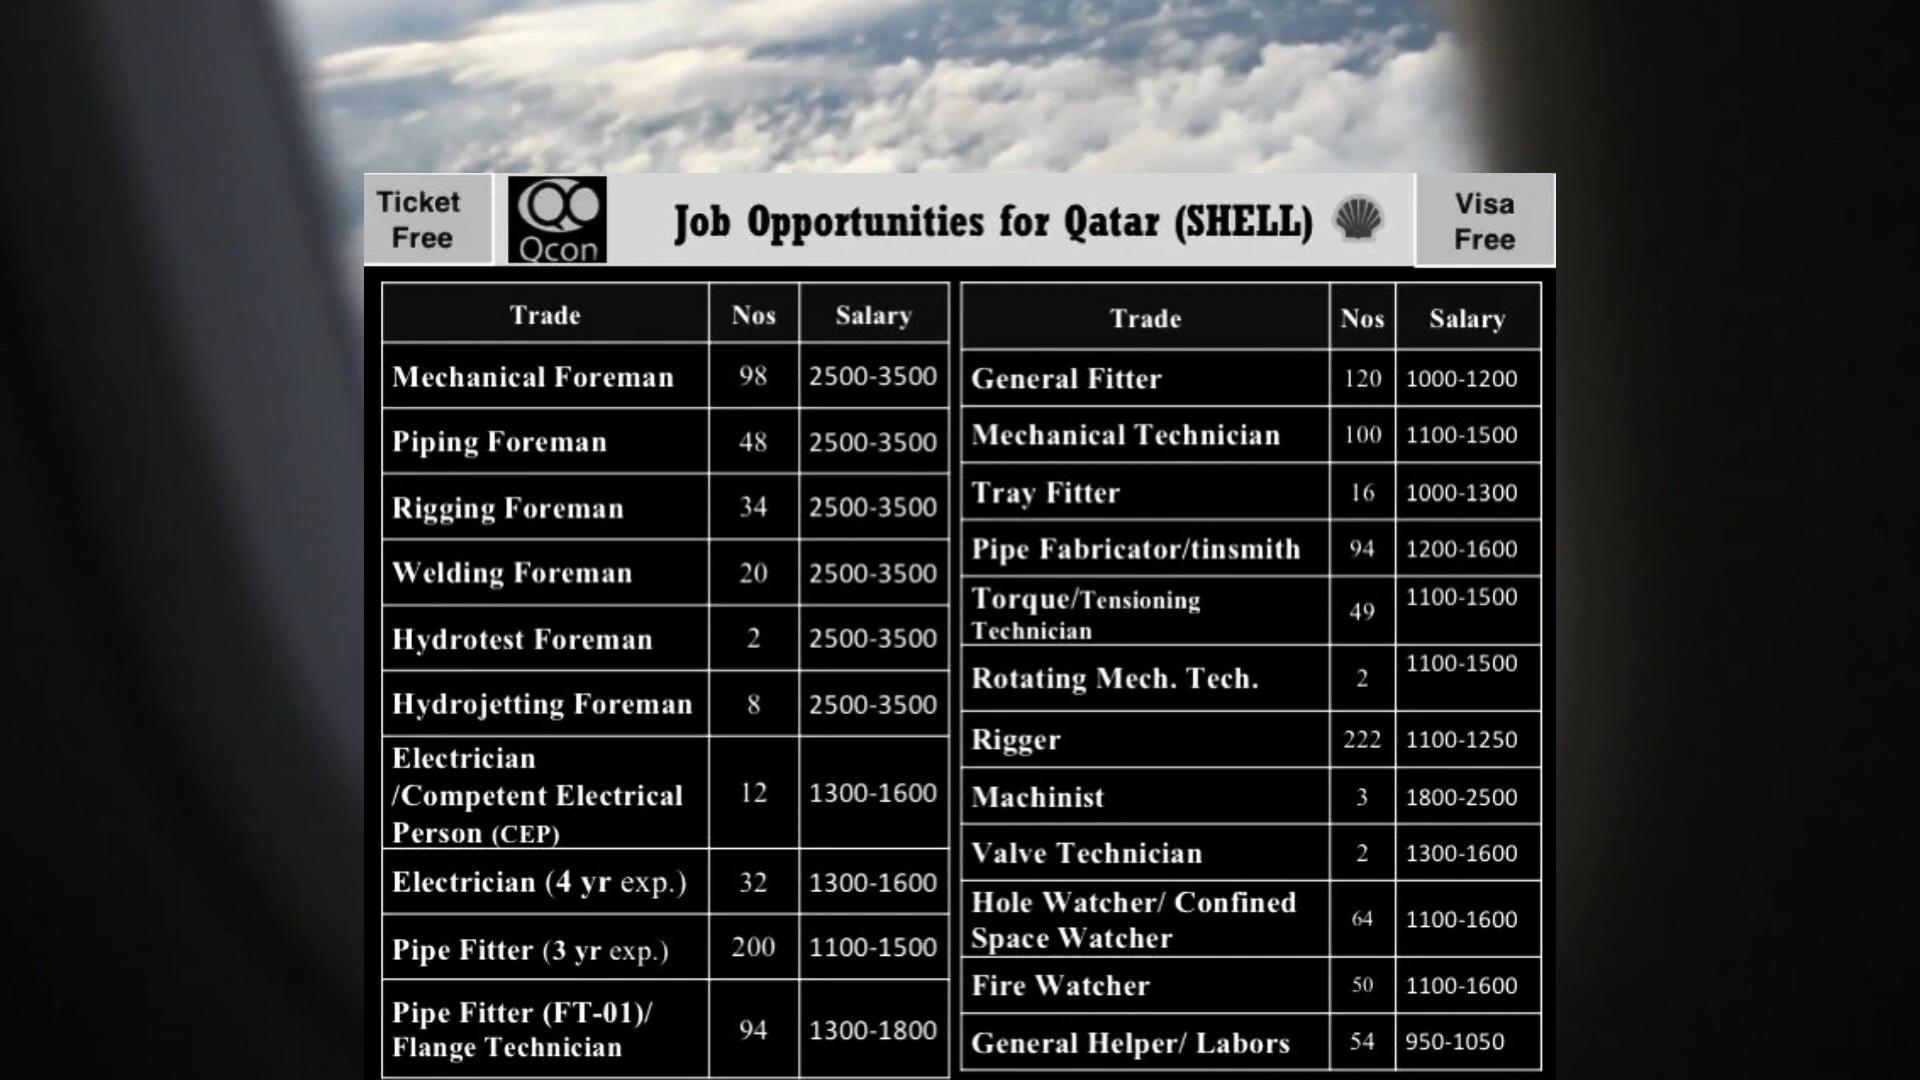 Ticket
Free
Qcon
Job Opportunities for Qatar (SHELL)
Visa
Free
Trade Nos Salary
Mechanical Foreman 98 2500-3500
Piping Foreman 48 2500-3500
Rigging Foreman 34 2500-3500
Welding Foreman 20 2500-3500
Hydrotest Foreman 2 2500-3500
Hydrojetting Foreman 8 2500-3500
Electrician
/Competent Electrical 12 1300-1600
Person (CEP)
Electrician (4 yr exp.) 32 1300-1600
Pipe Fitter (3 yr exp.) 200 1100-1500
Pipe Fitter (FT-01)/
Flange Technician 94 1300-1800
Trade Nos Salary
General Fitter 120 1000-1200
Mechanical Technician 100 1100-1500
Tray Fitter 16 1000-1300
Pipe Fabricator/tinsmith 94 1200-1600
Torque/Tensioning 49 1100-1500
Technician
Rotating Mech. Tech. 2 1100-1500
Rigger 222 1100-1250
Machinist 3 1800-2500
Valve Technician 2 1300-1600
Hole Watcher/ Confined 64 1100-1600
Space Watcher
Fire Watcher 50 1100-1600
General Helper/ Labors 54 950-1050